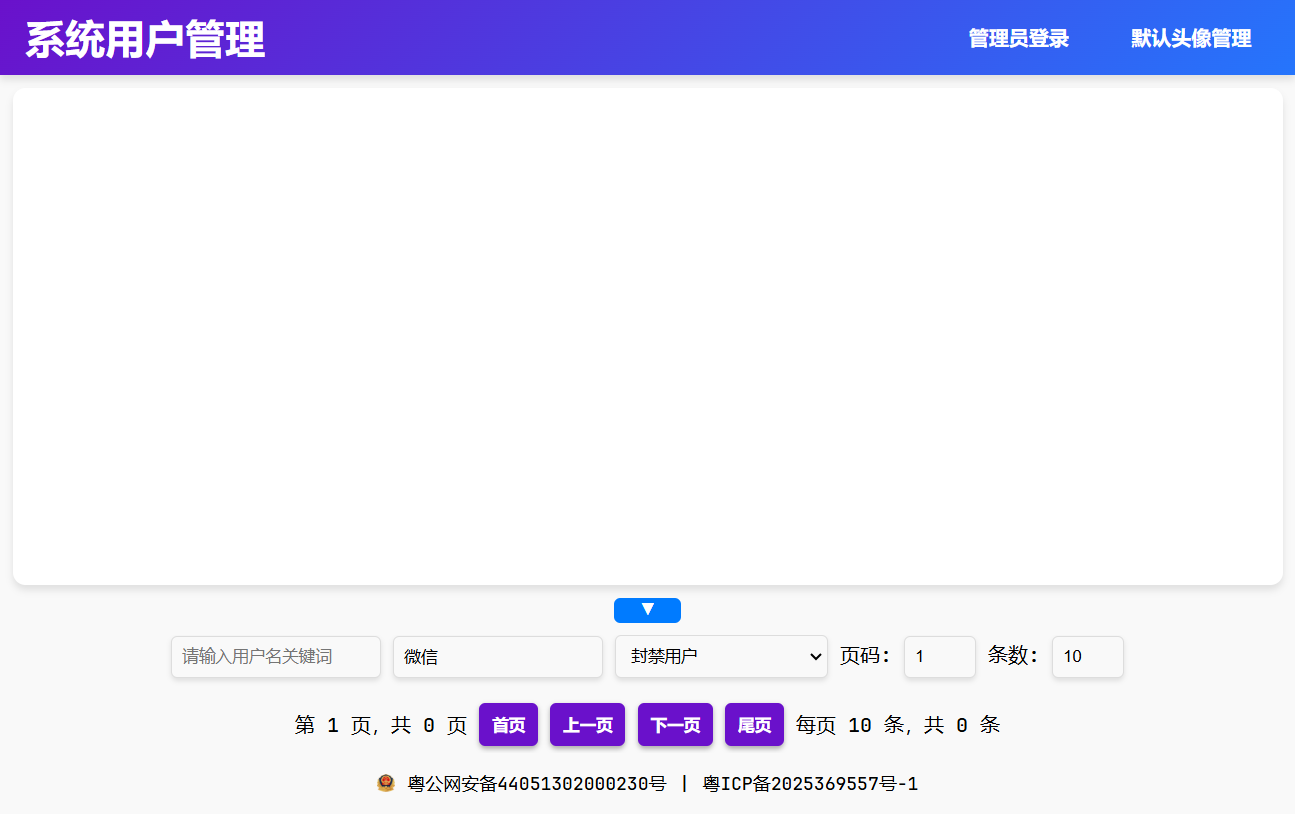 系统用户管理 管理员登录 默认头像管理
▼
请输入用户名关键词 微信 封禁用户 页码： 1 条数： 10
第 1 页, 共 0 页 首页 上一页 下一页 尾页 每页 10 条, 共 0 条
粤公网安备44051302000230号 | 粤ICP备2025369557号-1